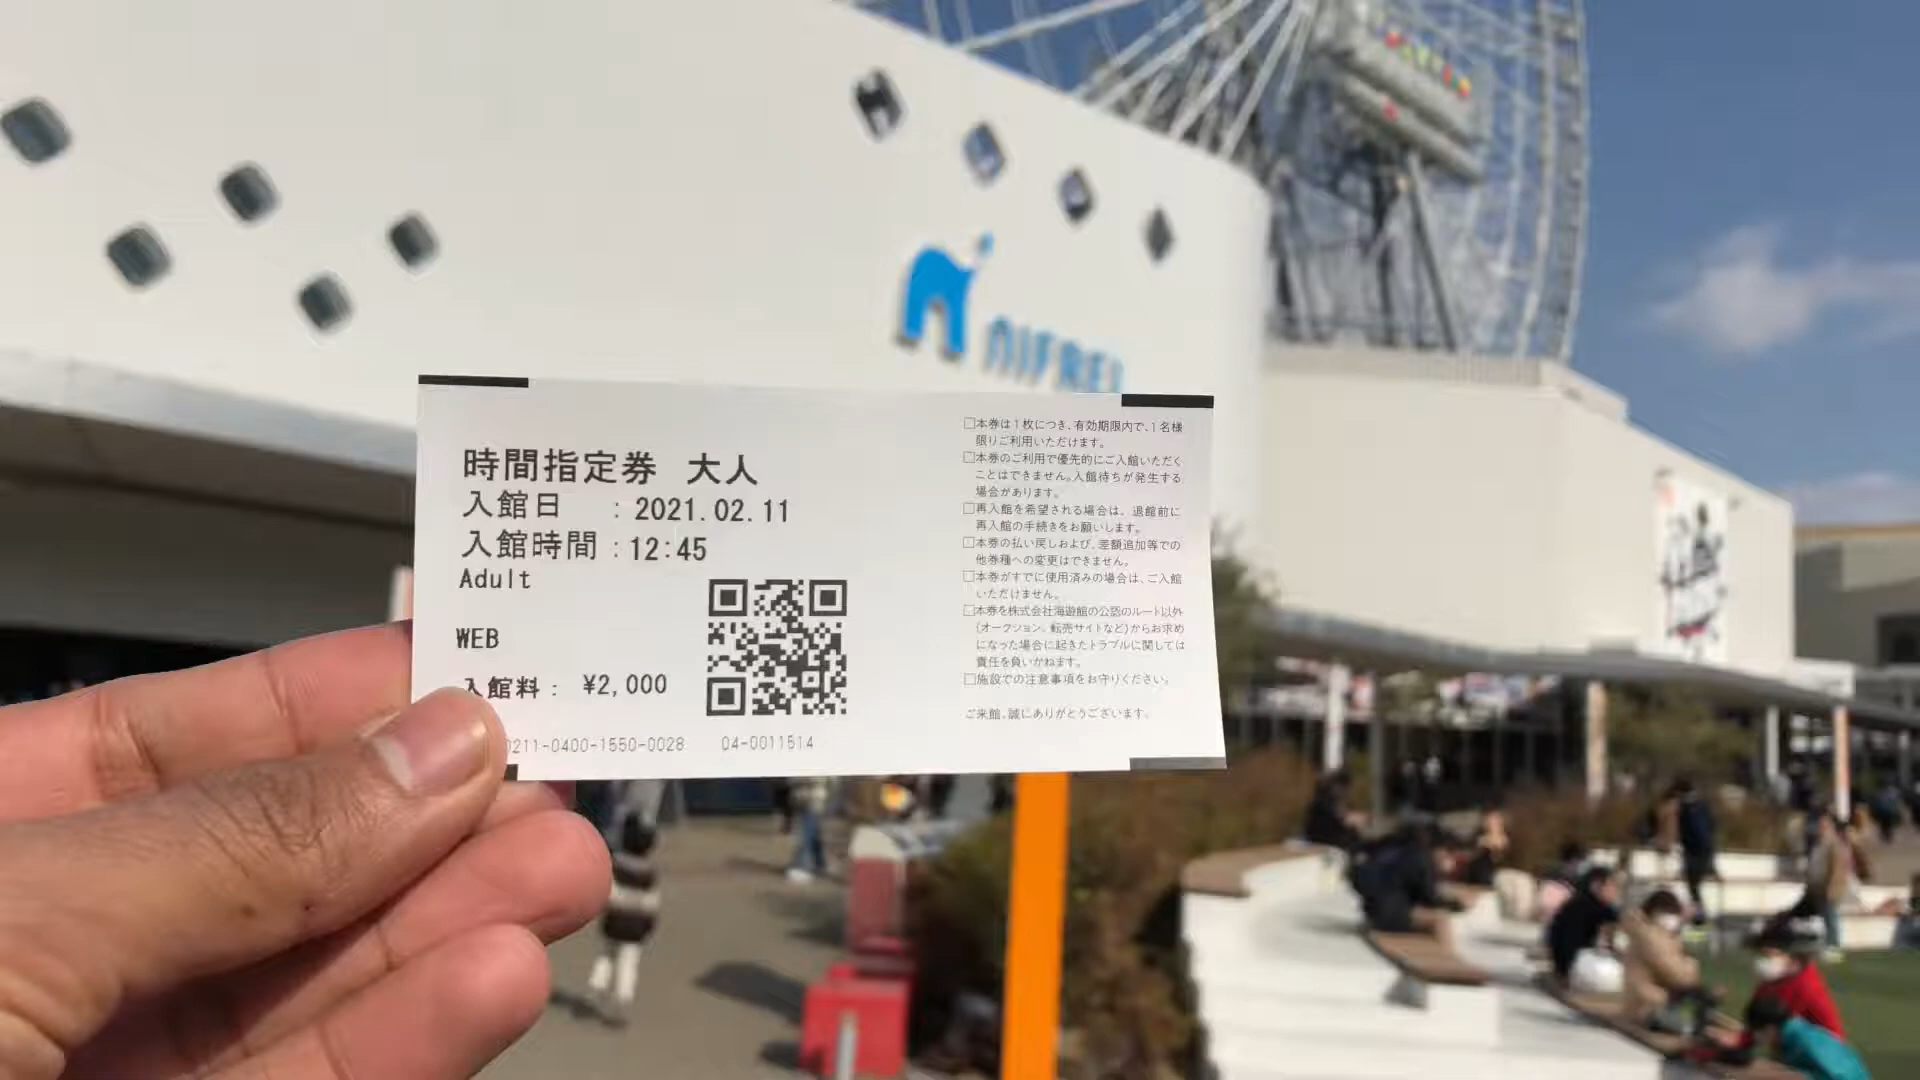 NIFREL
時間指定券 大人
入館日 : 2021.02.11
入館時間 : 12:45
Adult
WEB
入館料 : ¥2,000
0211-0400-1550-0028 04-0011514
□本券は1枚につき、有効期限内で、1名様
限りご利用いただけます。
□本券のご利用で優先的にご入館いただく
ことはできません。入館待ちが発生する
場合があります。
□再入館を希望される場合は、退館前に
再入館の手続きをお願いします。
□本券の払い戻しおよび、差額追加等での
他券種への変更はできません。
□本券がすでに使用済みの場合は、ご入館
いただけません。
□本券を株式会社海遊館の公認のルート以外
(オークション、転売サイトなど)からお求め
になった場合に起きたトラブルに関しては
責任を負いかねます。
□施設での注意事項をお守りください。
ご来館、誠にありがとうございます。